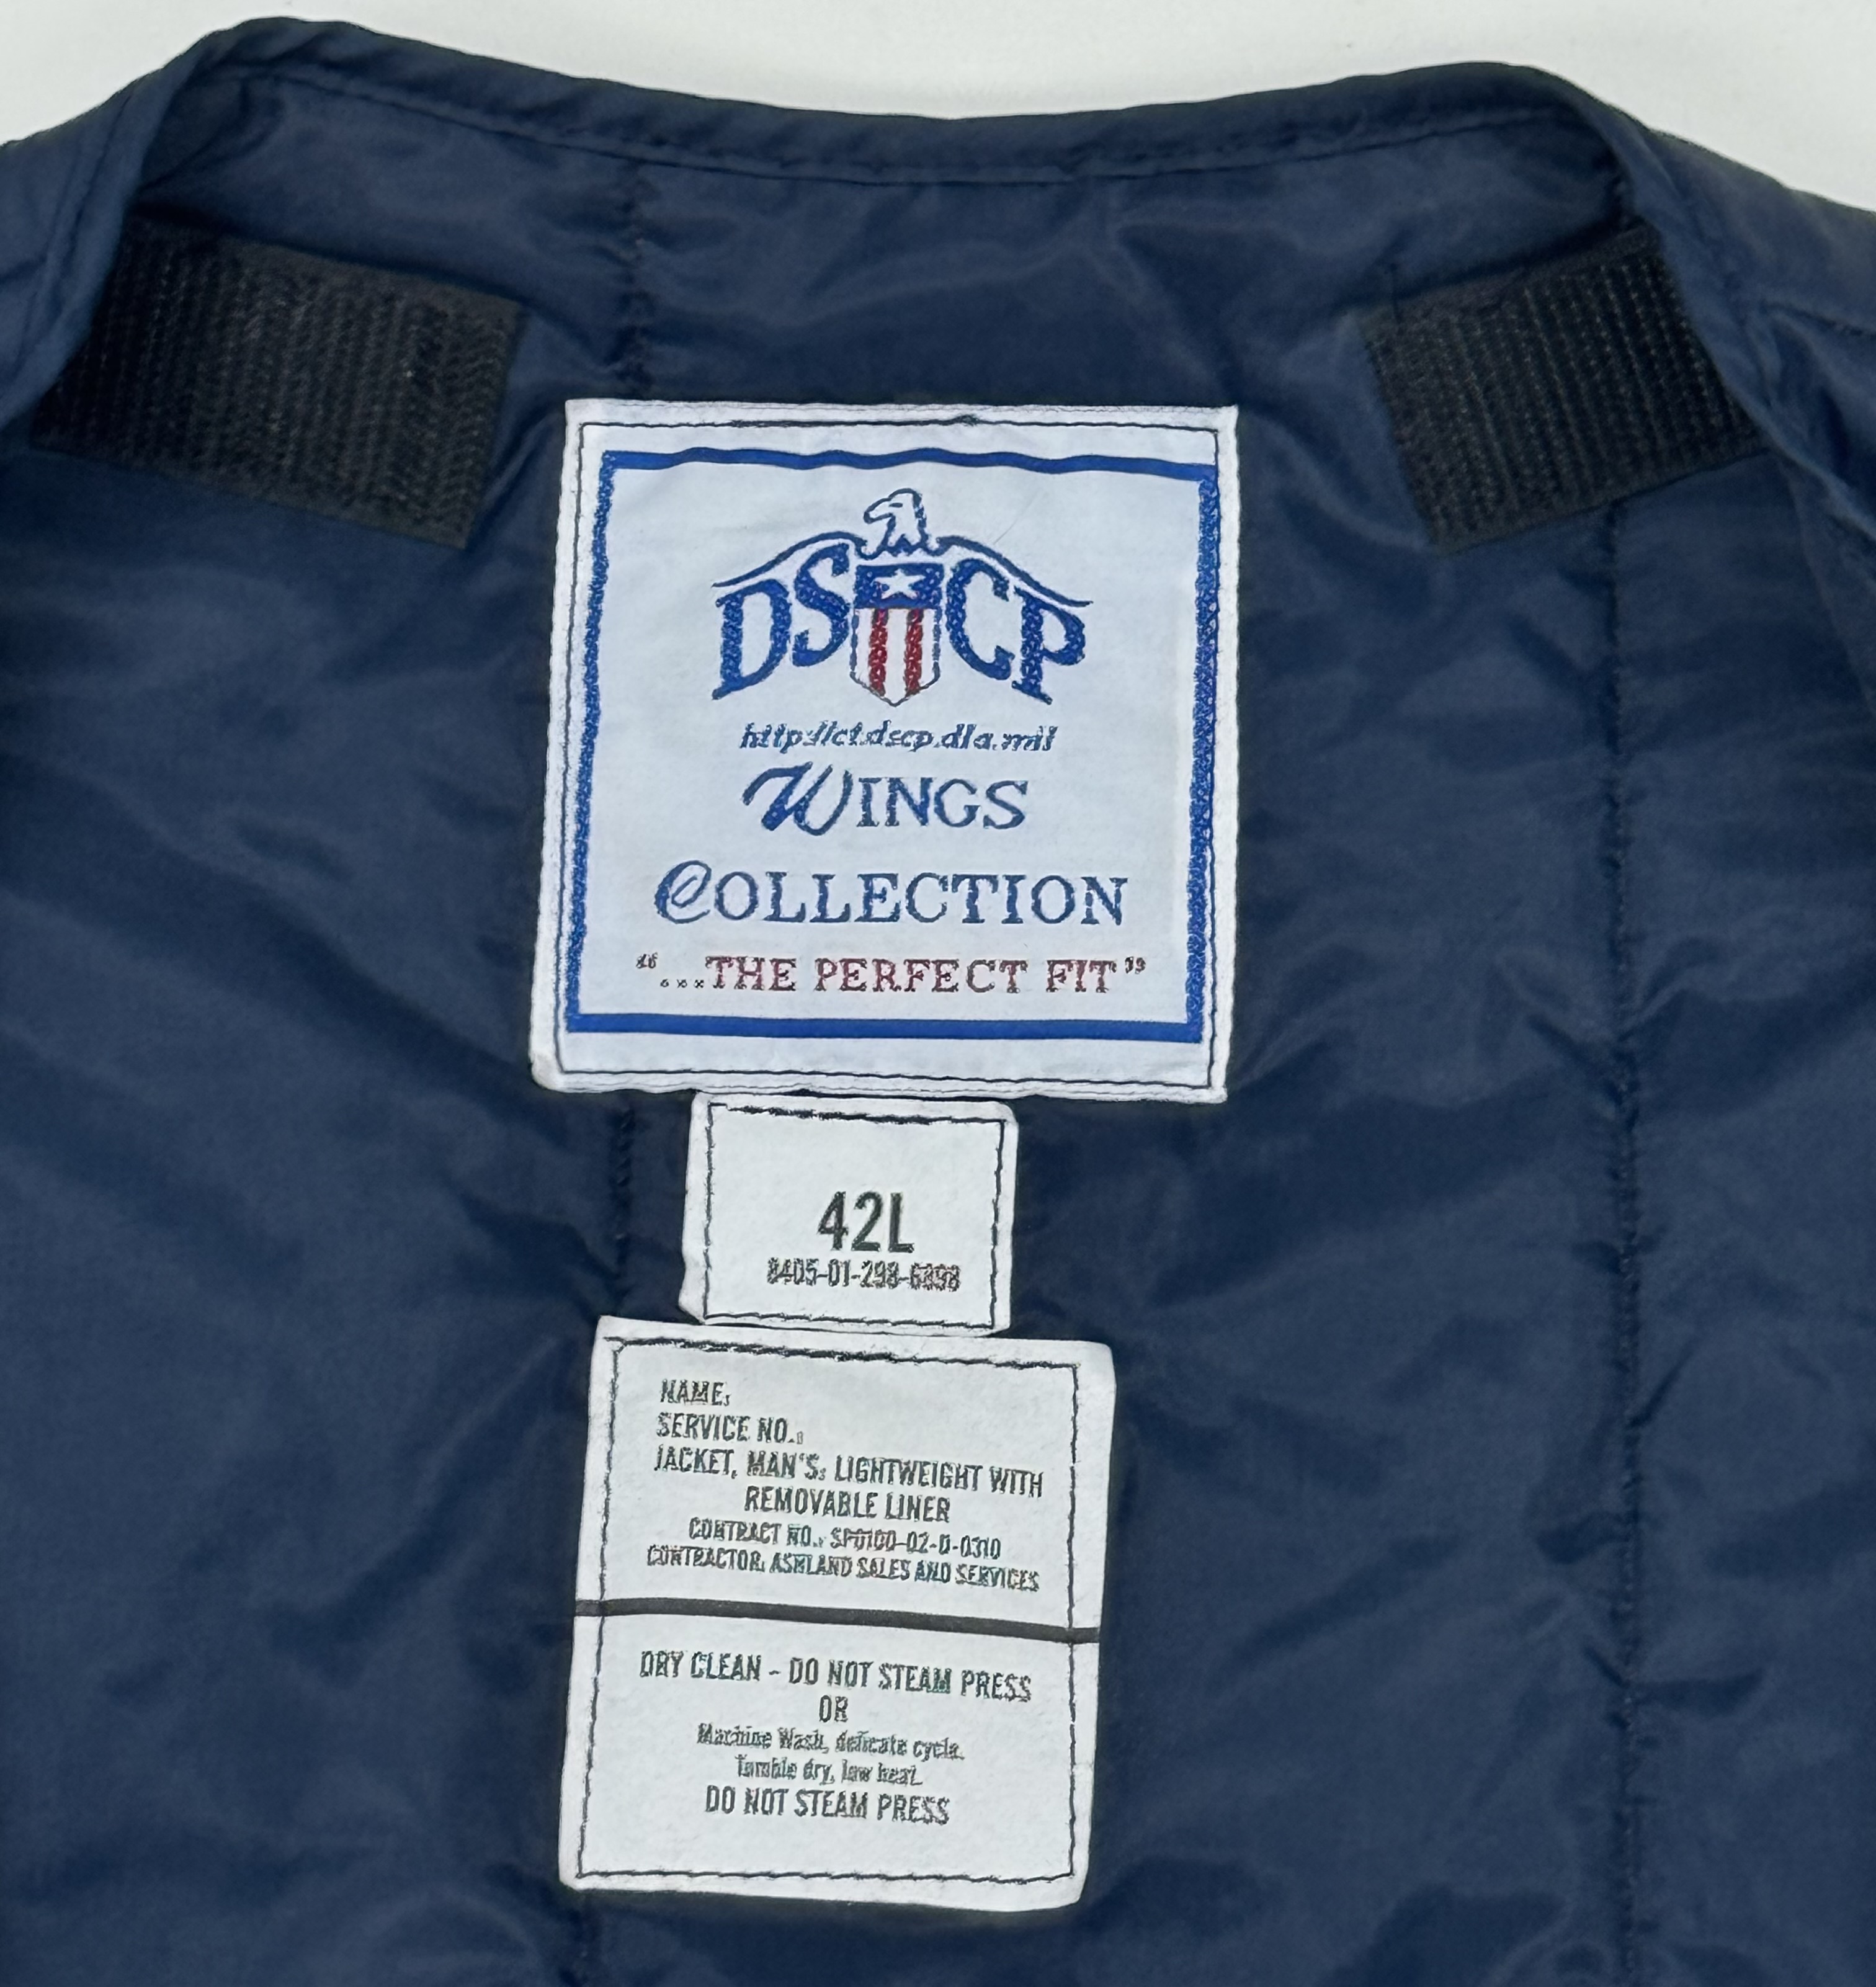 DSCP
http://ct.dscp.dla.mil
WINGS
COLLECTION
"...THE PERFECT FIT"
42L
8405-01-298-6898
NAME:
SERVICE NO.:
JACKET, MAN'S: LIGHTWEIGHT WITH
REMOVABLE LINER
CONTRACT NO.: SP0100-02-D-0310
CONTRACTOR: ASHLAND SALES AND SERVICES
DRY CLEAN - DO NOT STEAM PRESS
OR
Machine Wash, delicate cycle.
Tumble dry, low heat.
DO NOT STEAM PRESS